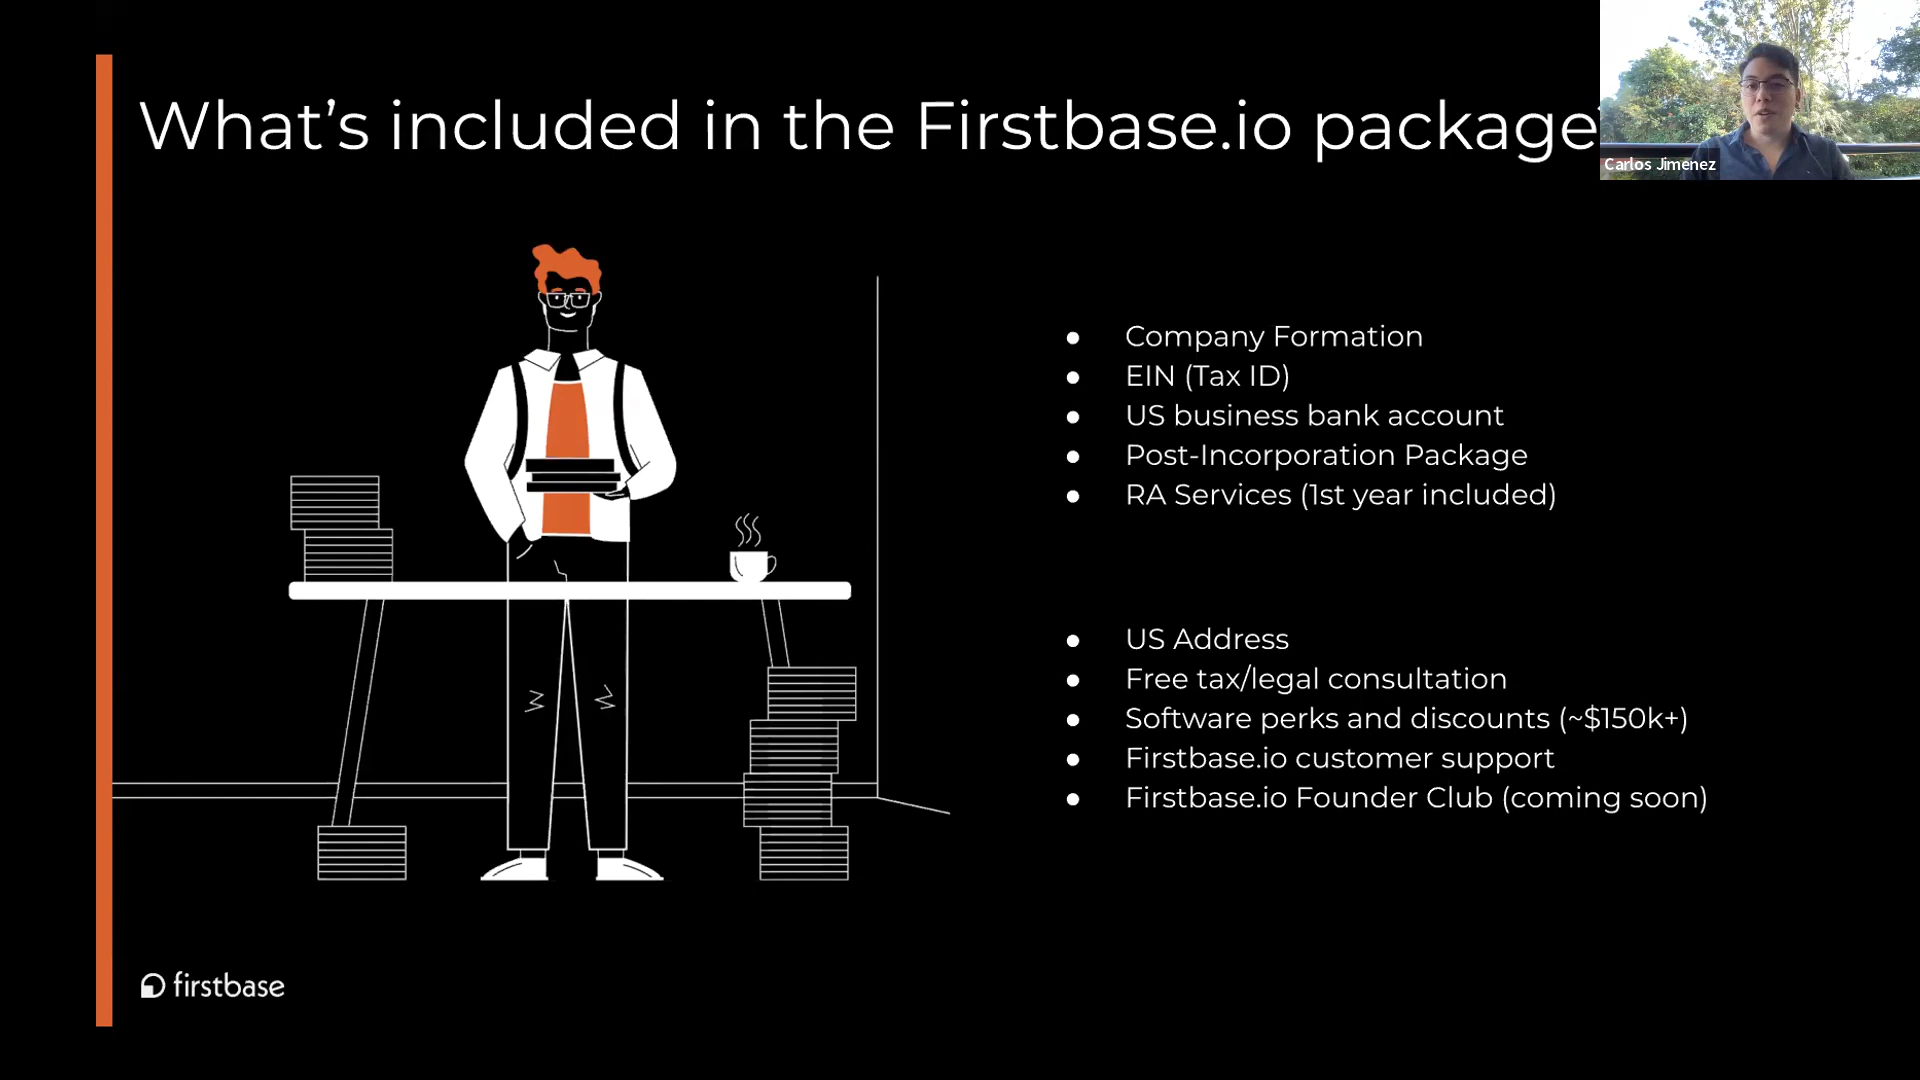 What's included in the Firstbase.io package
Carlos Jimenez
● Company Formation
● EIN (Tax ID)
● US business bank account
● Post-Incorporation Package
● RA Services (1st year included)
● US Address
● Free tax/legal consultation
● Software perks and discounts (~$150k+)
● Firstbase.io customer support
● Firstbase.io Founder Club (coming soon)
firstbase